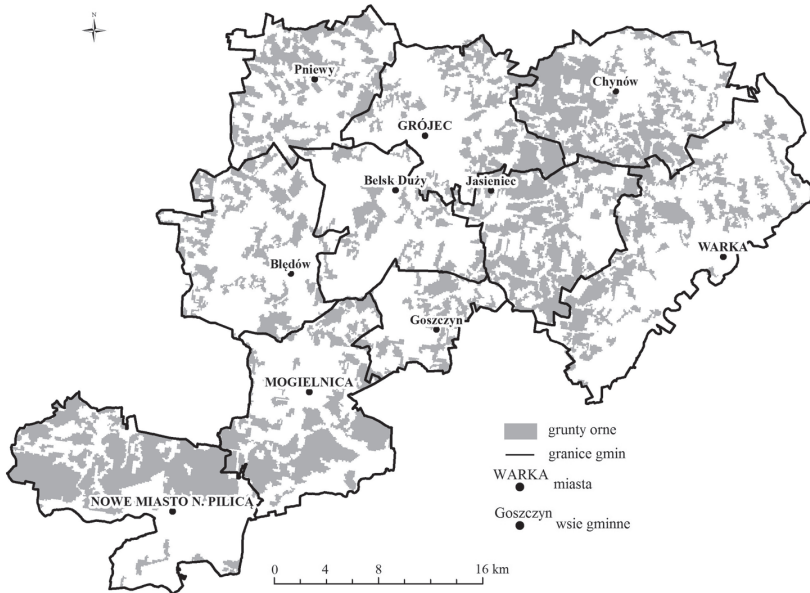 N
Pniewy
Chynów
GRÓJEC
Belsk Duży
Jasieniec
WARKA
Błędów
Goszczyn
MOGIELNICA
NOWE MIASTO N. PILICĄ
grunty orne
granice gmin
WARKA miasta
Goszczyn wsie gminne
0 4 8 16 km